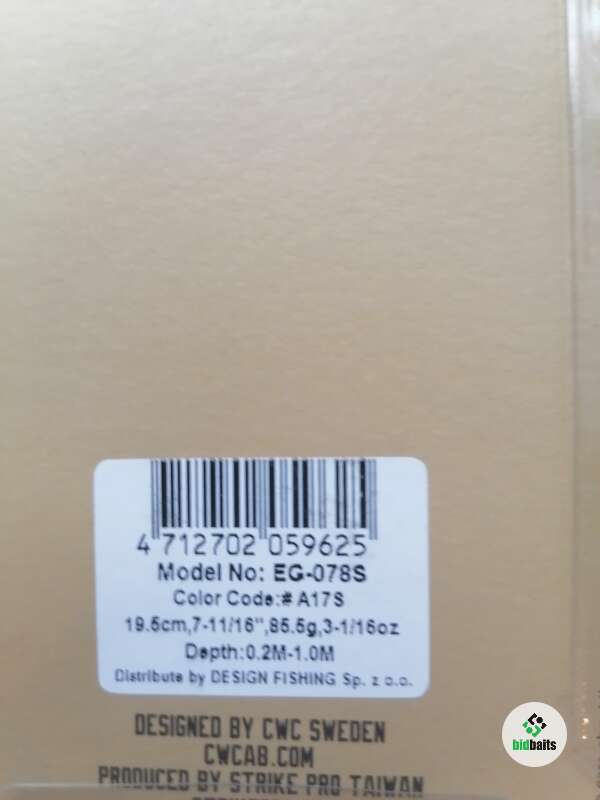 4 712702 059625
Model No: EG-078S
Color Code:# A17S
19.5cm,7-11/16",85.5g,3-1/16oz
Depth:0.2M-1.0M
Distribute by DESIGN FISHING Sp. z o.o.
DESIGNED BY CWC SWEDEN
CWCAB.COM
PRODUCED BY STRIKE PRO TAIWAN
bidbaits